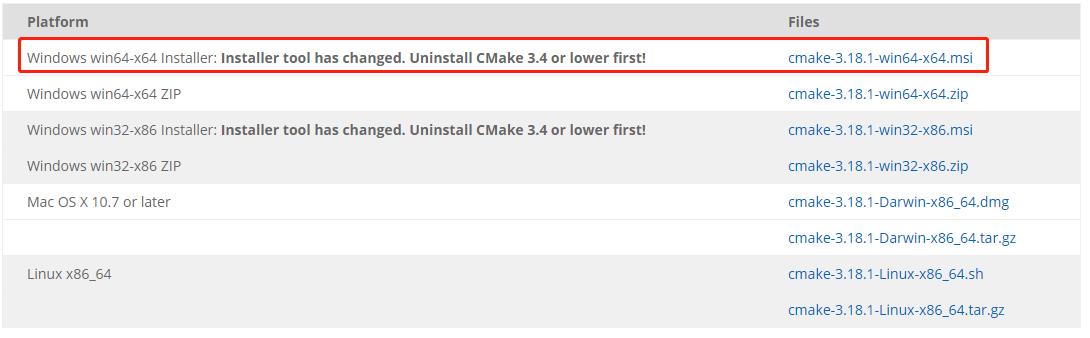 Platform Files
Windows win64-x64 Installer: Installer tool has changed. Uninstall CMake 3.4 or lower first! cmake-3.18.1-win64-x64.msi
Windows win64-x64 ZIP cmake-3.18.1-win64-x64.zip
Windows win32-x86 Installer: Installer tool has changed. Uninstall CMake 3.4 or lower first! cmake-3.18.1-win32-x86.msi
Windows win32-x86 ZIP cmake-3.18.1-win32-x86.zip
Mac OS X 10.7 or later cmake-3.18.1-Darwin-x86_64.dmg
cmake-3.18.1-Darwin-x86_64.tar.gz
Linux x86_64 cmake-3.18.1-Linux-x86_64.sh
cmake-3.18.1-Linux-x86_64.tar.gz